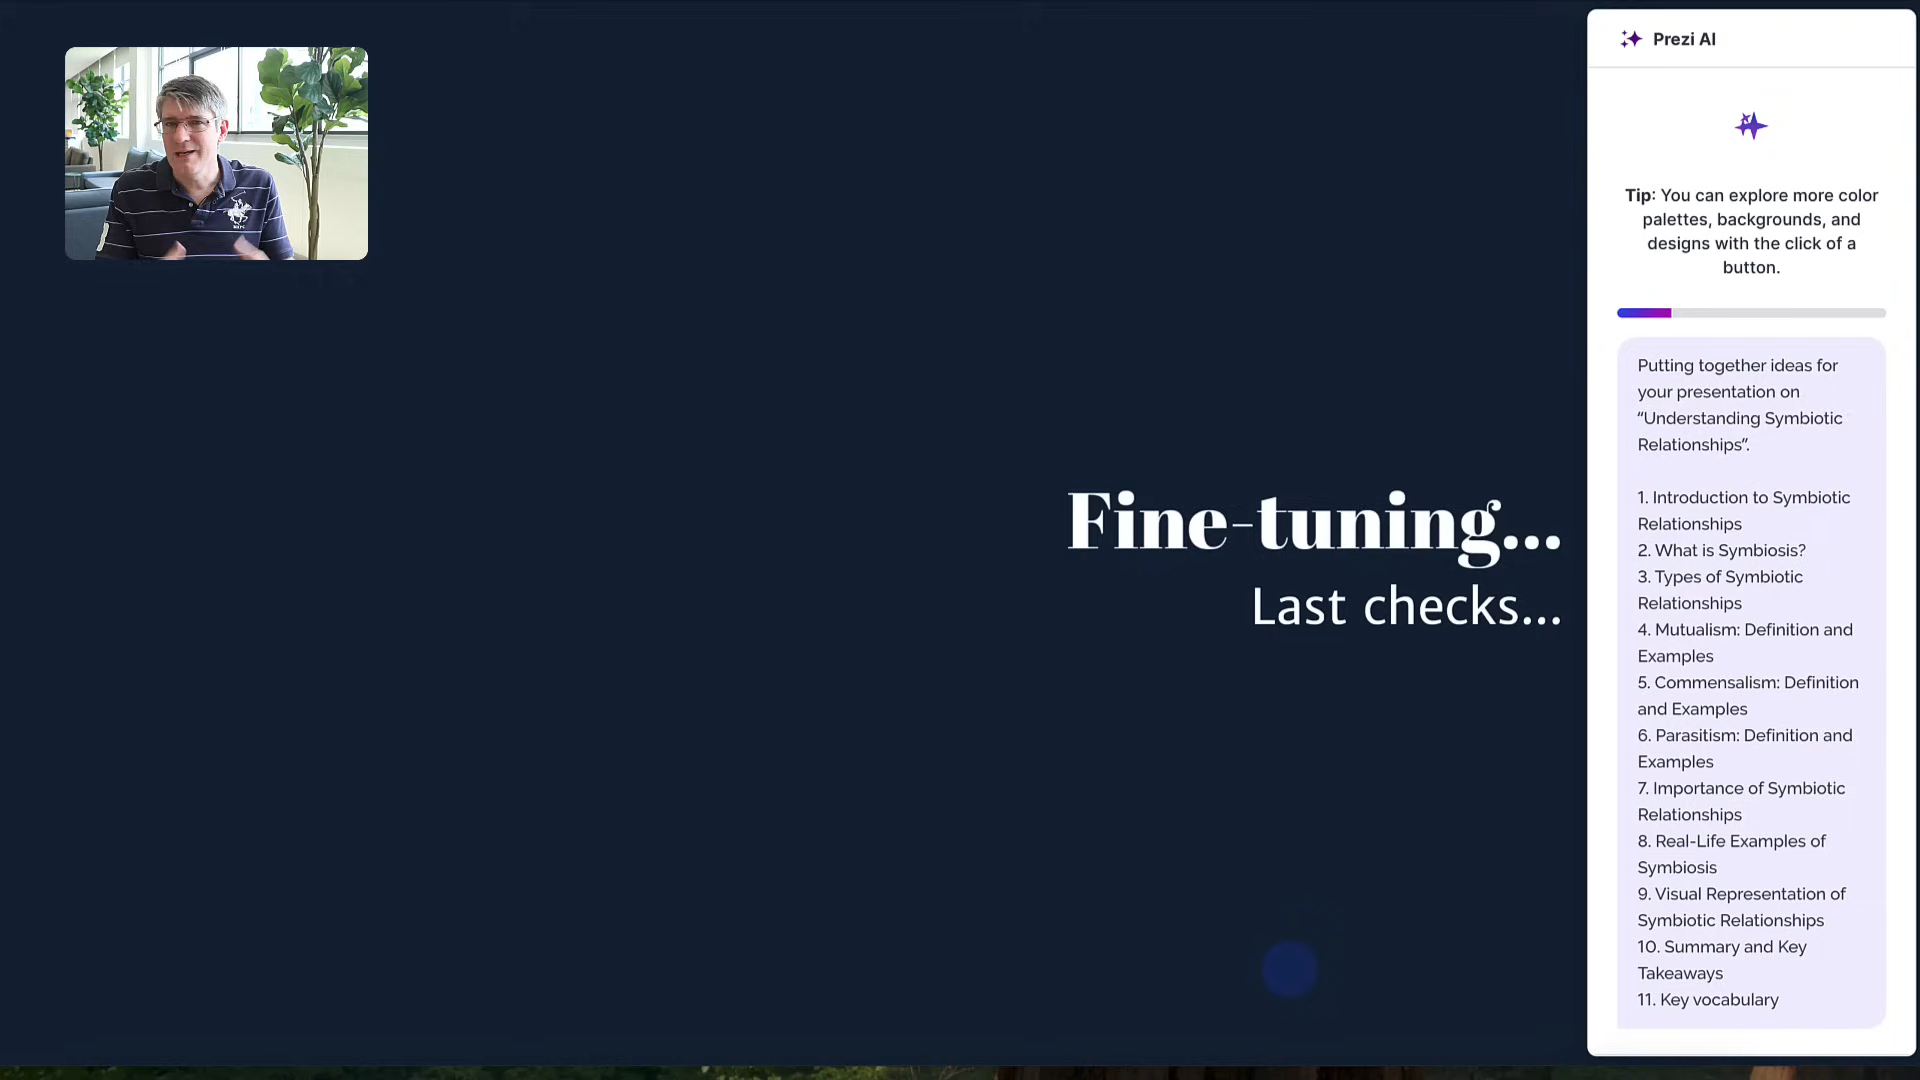 Prezi AI
Tip: You can explore more color
palettes, backgrounds, and
designs with the click of a
button.
Putting together ideas for
your presentation on
“Understanding Symbiotic
Relationships”.
1. Introduction to Symbiotic
Relationships
2. What is Symbiosis?
3. Types of Symbiotic
Relationships
4. Mutualism: Definition and
Examples
5. Commensalism: Definition
and Examples
6. Parasitism: Definition and
Examples
7. Importance of Symbiotic
Relationships
8. Real-Life Examples of
Symbiosis
9. Visual Representation of
Symbiotic Relationships
10. Summary and Key
Takeaways
11. Key vocabulary
Fine-tuning...
Last checks...